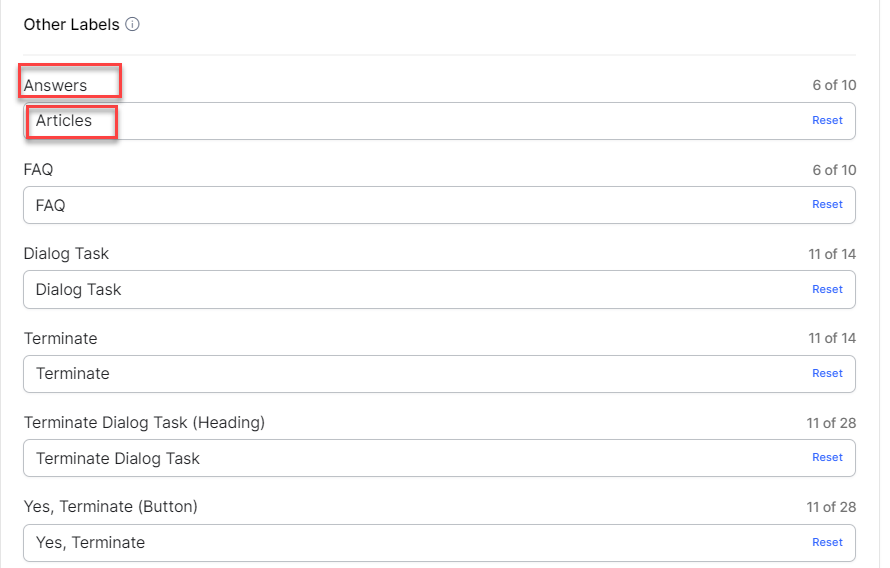 Other Labels
Answers 6 of 10
Articles Reset
FAQ 6 of 10
FAQ Reset
Dialog Task 11 of 14
Dialog Task Reset
Terminate 11 of 14
Terminate Reset
Terminate Dialog Task (Heading) 11 of 28
Terminate Dialog Task Reset
Yes, Terminate (Button) 11 of 28
Yes, Terminate Reset